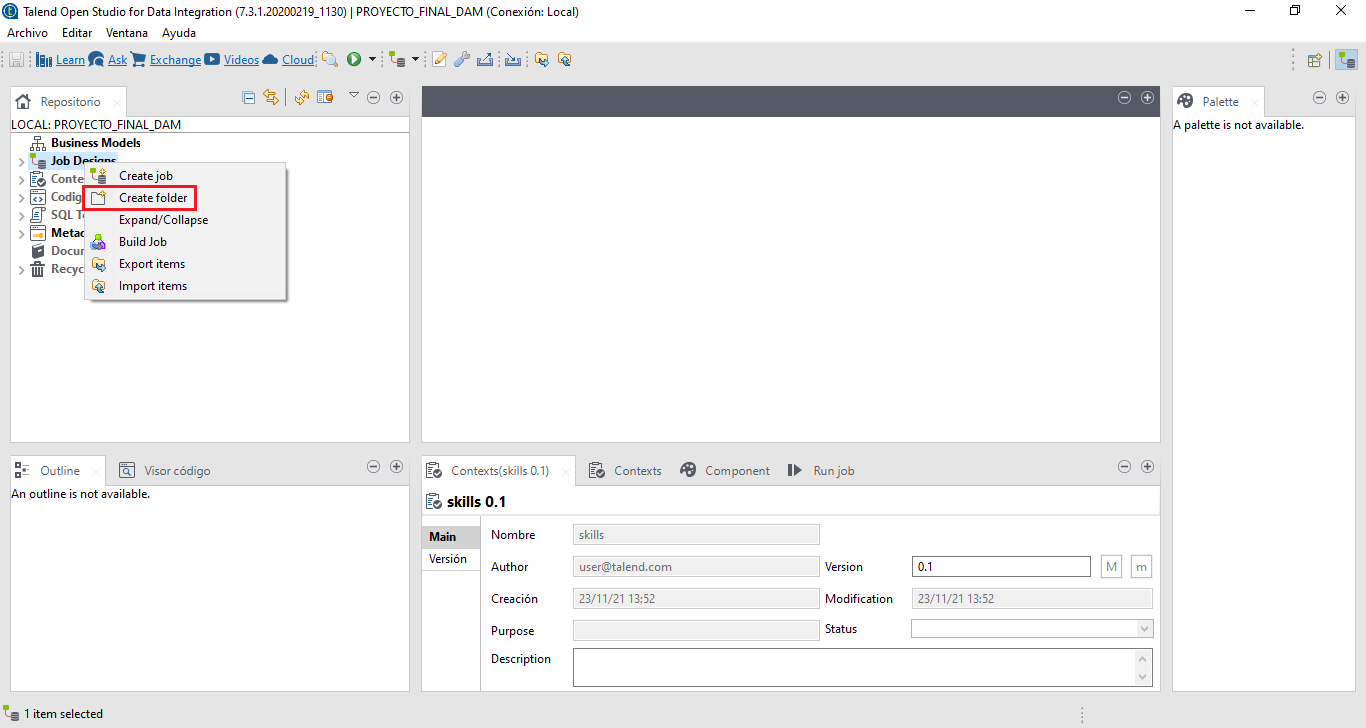 Talend Open Studio for Data Integration (7.3.1.20200219_1130) | PROYECTO_FINAL_DAM (Conexión: Local)
Archivo Editar Ventana Ayuda
Learn Ask Exchange Videos Cloud
Repositorio
LOCAL: PROYECTO_FINAL_DAM
Business Models
Job Designs
Conte
Codig
SQL T
Metad
Docum
Recyc
Create job
Create folder
Expand/Collapse
Build Job
Export items
Import items
Palette
A palette is not available.
Outline Visor código
An outline is not available.
Contexts(skills 0.1) Contexts Component Run job
skills 0.1
Main
Versión
Nombre skills
Author user@talend.com Version 0.1 M m
Creación 23/11/21 13:52 Modification 23/11/21 13:52
Purpose Status
Description
1 item selected